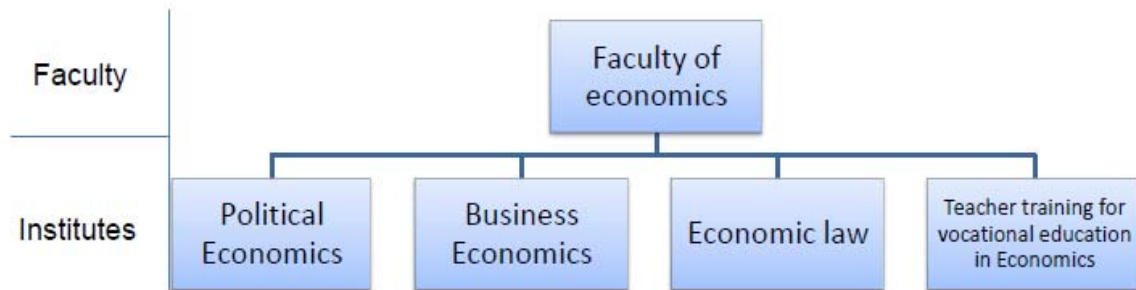 Faculty
Faculty of
economics
Institutes
Political
Economics
Business
Economics
Economic law
Teacher training for
vocational education
in Economics